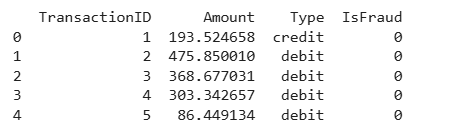 TransactionID Amount Type IsFraud
0 1 193.524658 credit 0
1 2 475.850010 debit 0
2 3 368.677031 debit 0
3 4 303.342657 debit 0
4 5 86.449134 debit 0